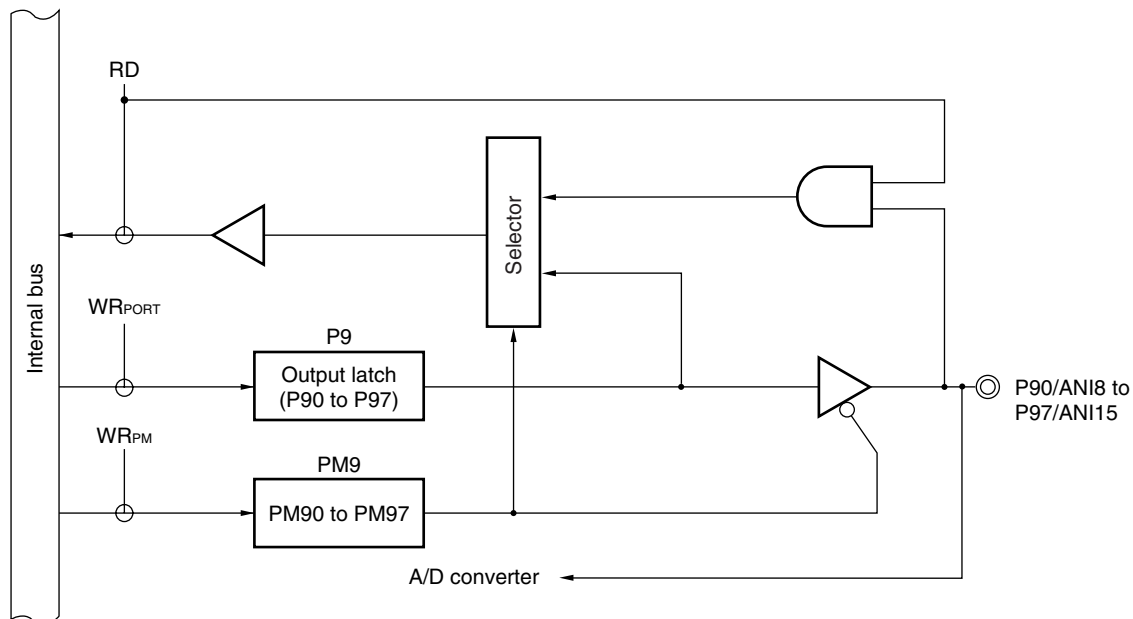 RD
Selector
Internal bus
WRPORT
P9
Output latch
(P90 to P97)
P90/ANI8 to
P97/ANI15
WRPM
PM9
PM90 to PM97
A/D converter